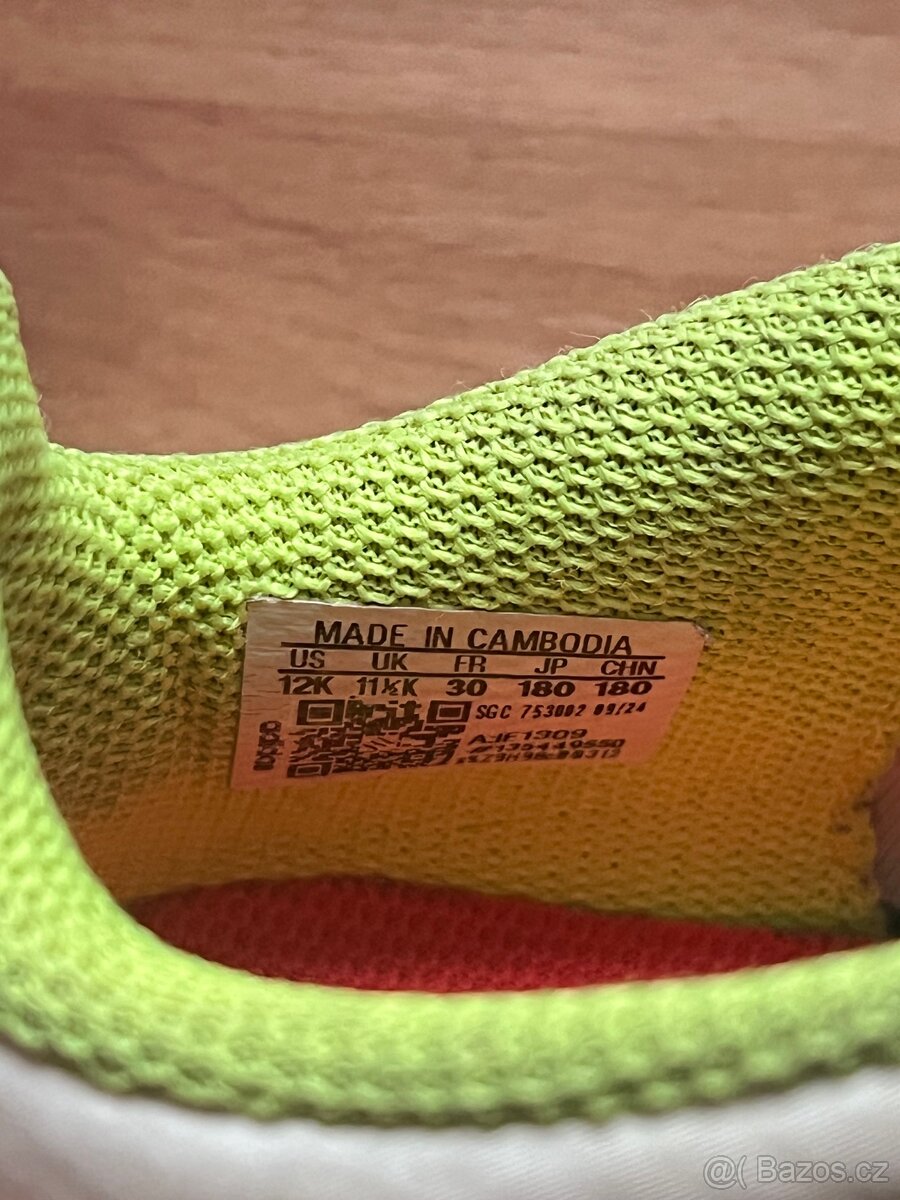 MADE IN CAMBODIA
US UK FR JP CHN
12K 11½K 30 180 180
SGC 753002 09/24
adidas
@( Bazos.cz